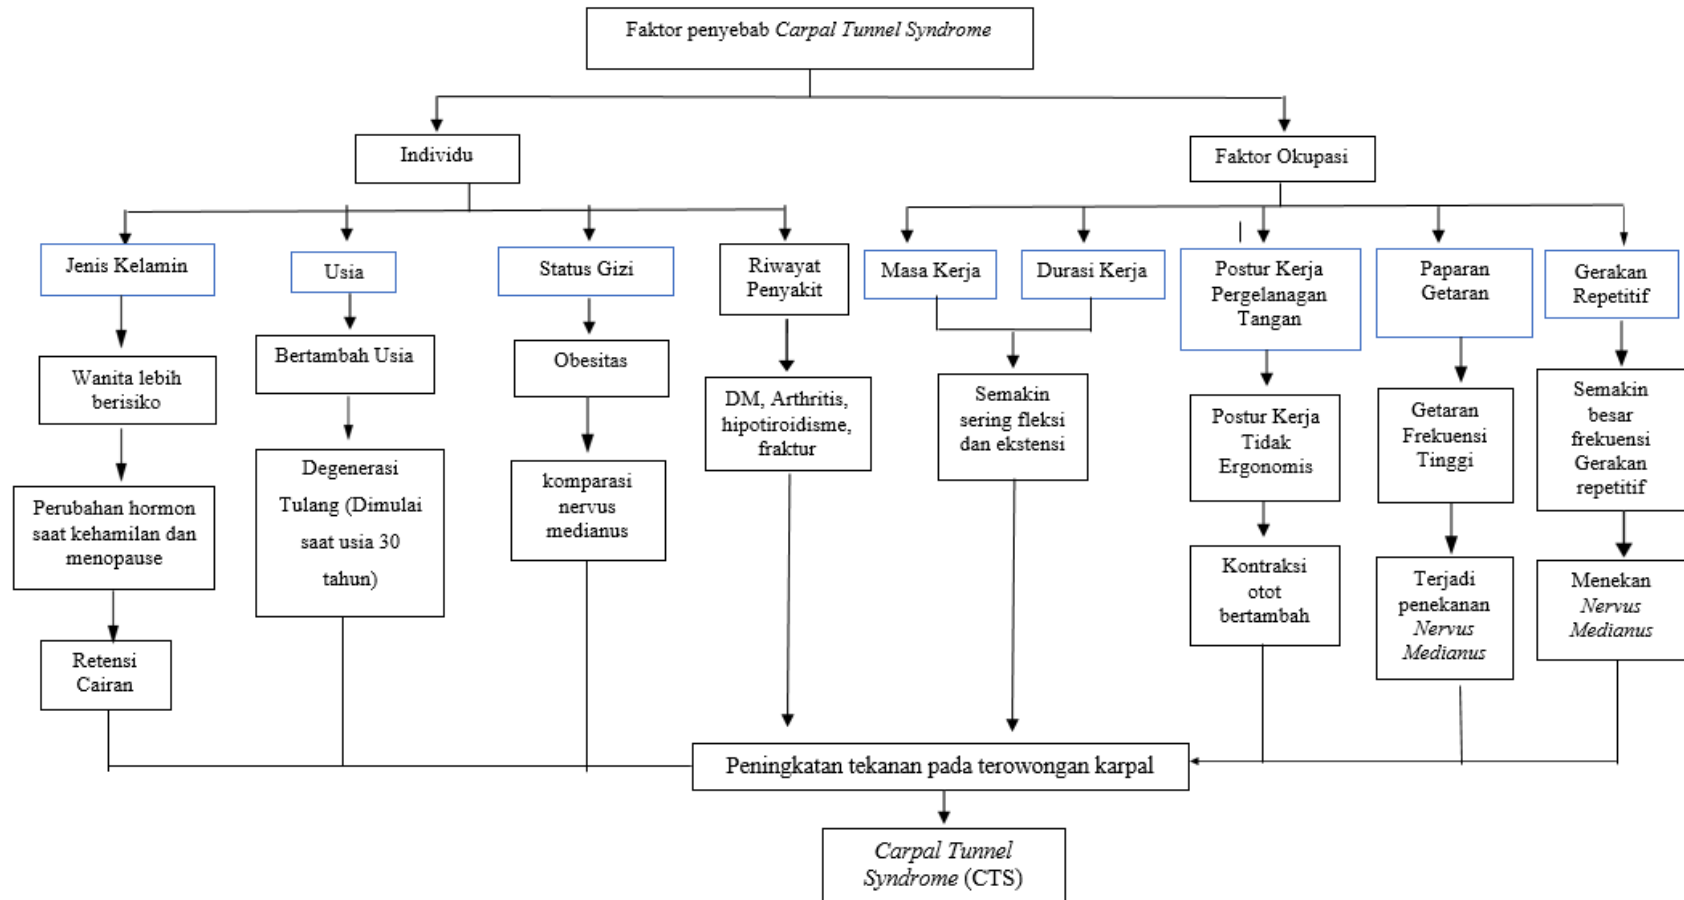 Faktor penyebab Carpal Tunnel Syndrome
Individu
Faktor Okupasi
Jenis Kelamin
Usia
Status Gizi
Riwayat
Penyakit
Masa Kerja
Durasi Kerja
Postur Kerja
Pergelanagan
Tangan
Paparan
Getaran
Gerakan
Repetitif
Wanita lebih
berisiko
Bertambah Usia
Obesitas
DM, Arthritis,
hipotiroidisme,
fraktur
Semakin
sering fleksi
dan ekstensi
Postur Kerja
Tidak
Ergonomis
Getaran
Frekuensi
Tinggi
Semakin
besar
frekuensi
Gerakan
repetitif
Perubahan hormon
saat kehamilan dan
menopause
Degenerasi
Tulang (Dimulai
saat usia 30
tahun)
komparasi
nervus
medianus
Kontraksi
otot
bertambah
Terjadi
penekanan
Nervus
Medianus
Menekan
Nervus
Medianus
Retensi
Cairan
Peningkatan tekanan pada terowongan karpal
Carpal Tunnel
Syndrome (CTS)